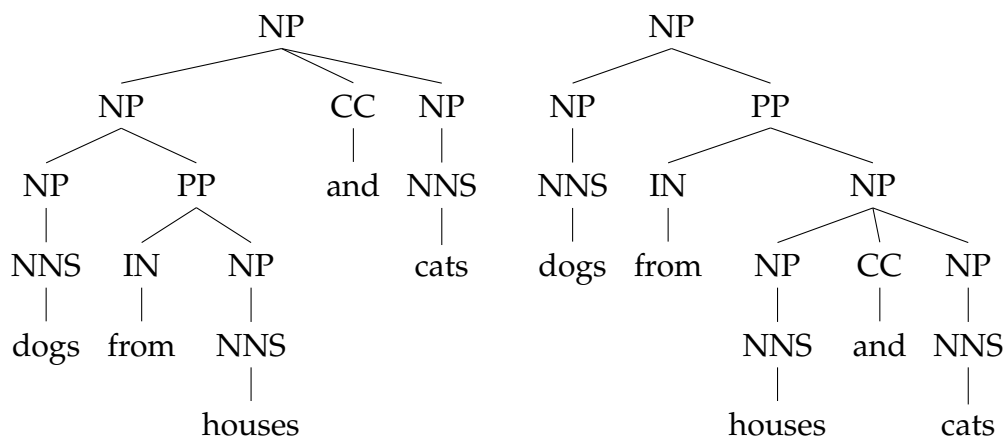 NP NP
NP CC NP NP PP
NP PP and NNS NNS IN NP
NNS IN NP cats dogs from NP CC NP
dogs from NNS NNS and NNS
houses houses cats